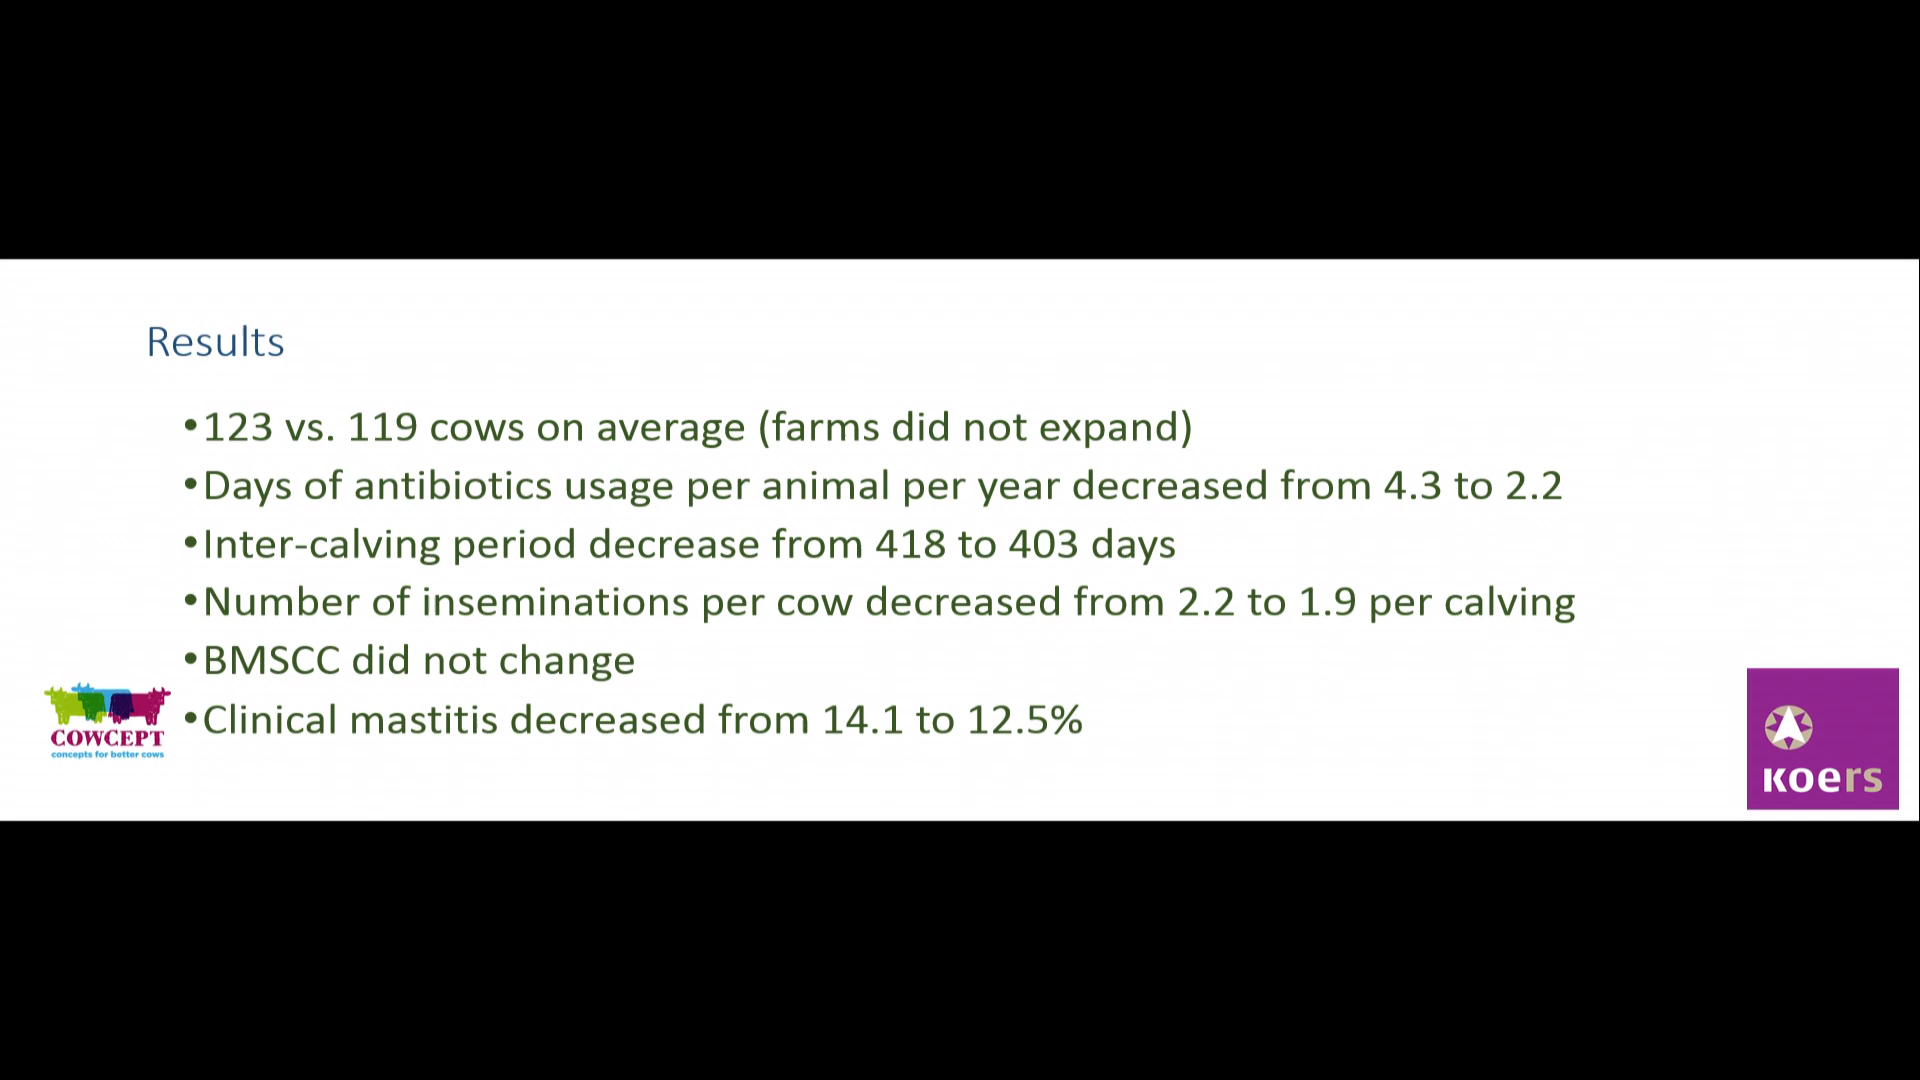 Results
•123 vs. 119 cows on average (farms did not expand)
•Days of antibiotics usage per animal per year decreased from 4.3 to 2.2
•Inter-calving period decrease from 418 to 403 days
•Number of inseminations per cow decreased from 2.2 to 1.9 per calving
•BMSCC did not change
•Clinical mastitis decreased from 14.1 to 12.5%
COWCEPT
concepts for better cows
KOers